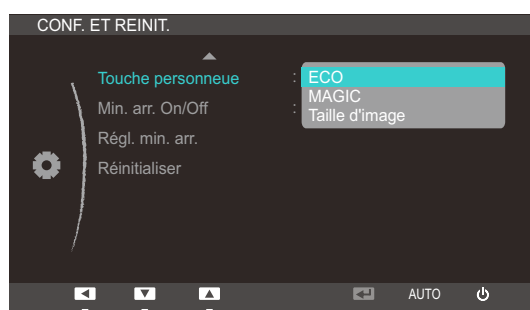 CONF. ET REINIT.
Touche personneue : ECO
MAGIC
Min. arr. On/Off :
Taille d'image
Régl. min. arr.
Réinitialiser
AUTO